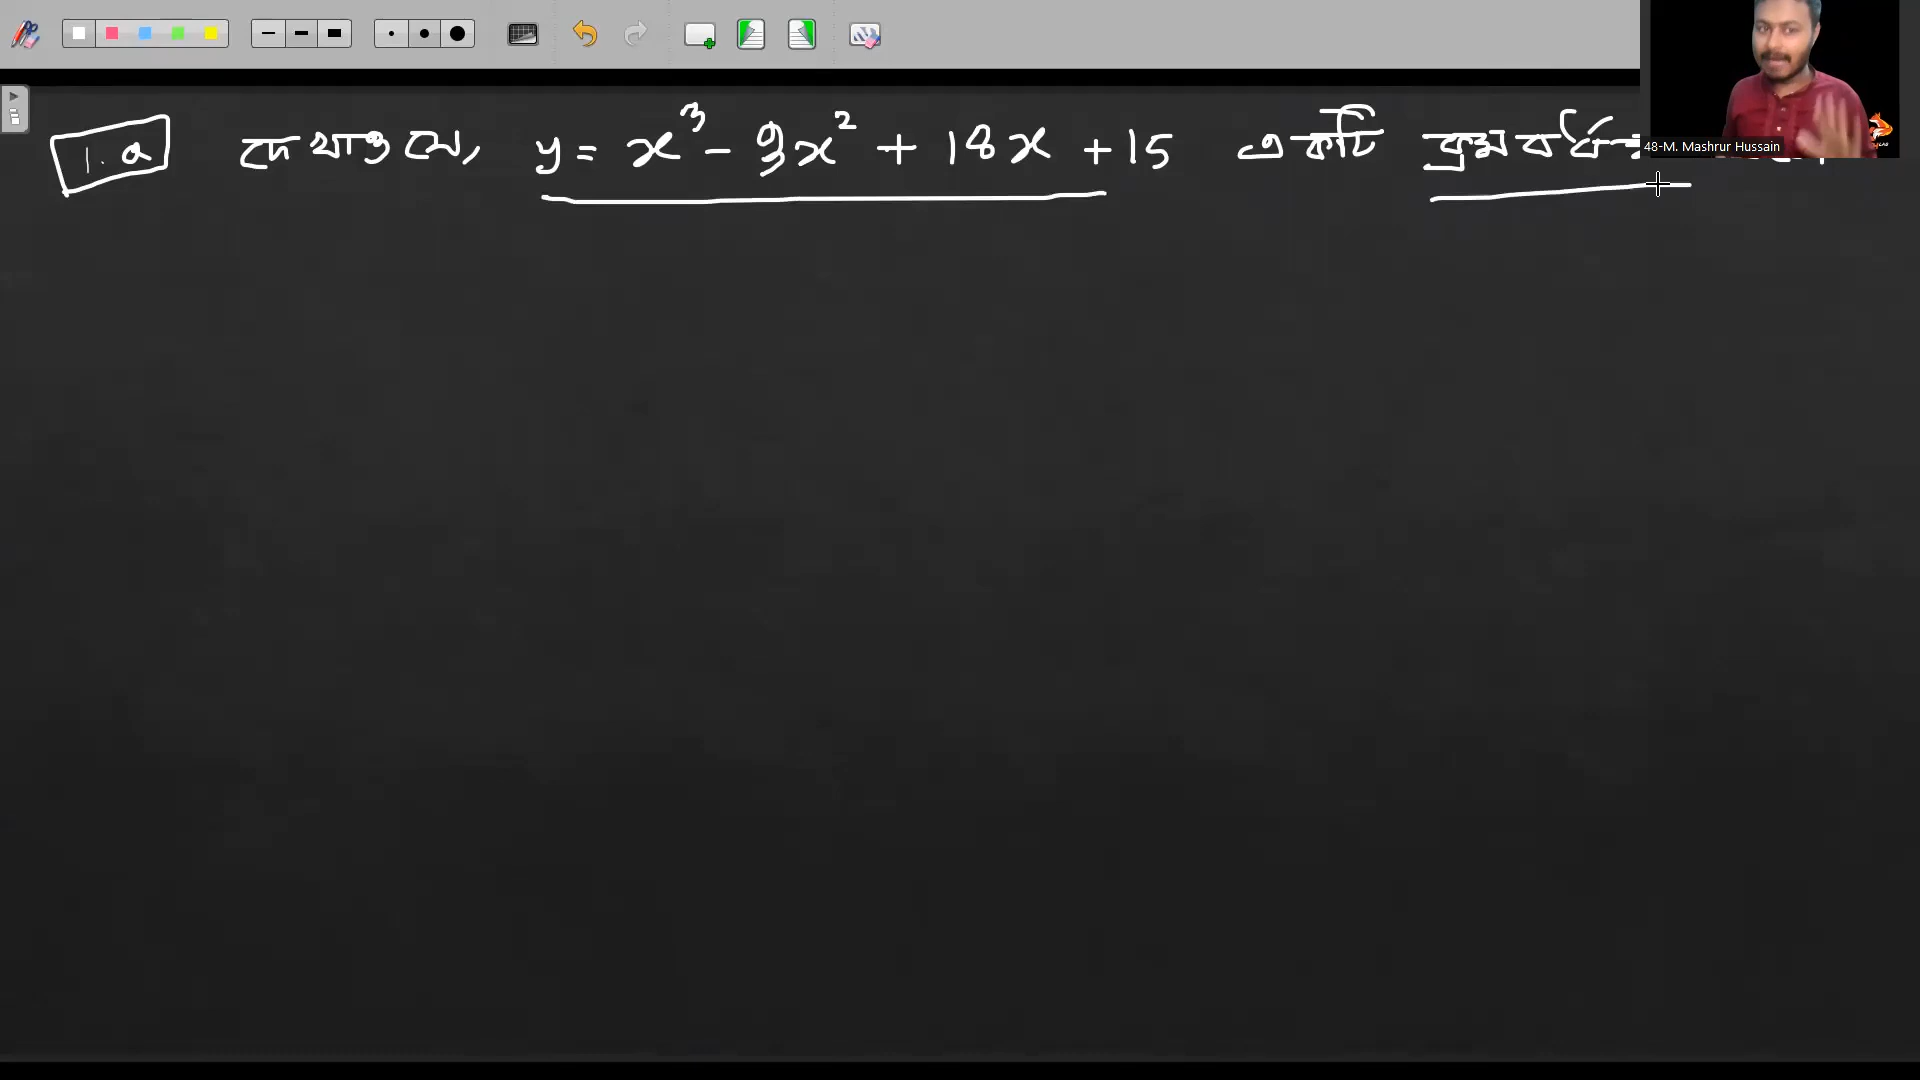 1.a দেখাও যে, y = x³ - 9x² + 18x + 15 একটি ক্রমবর্ধমান
48-M. Mashrur Hussain